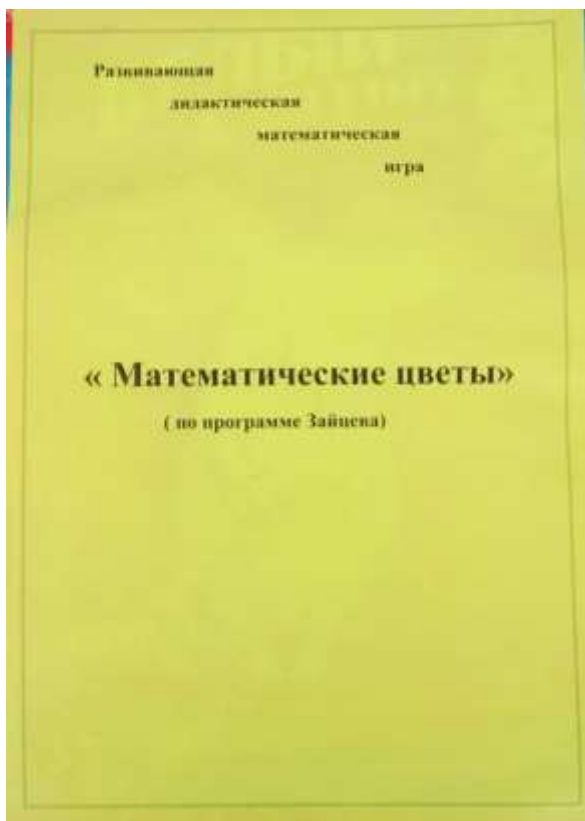 Развивающая
дидактическая
математическая
игра
« Математические цветы»
( по программе Зайцева)